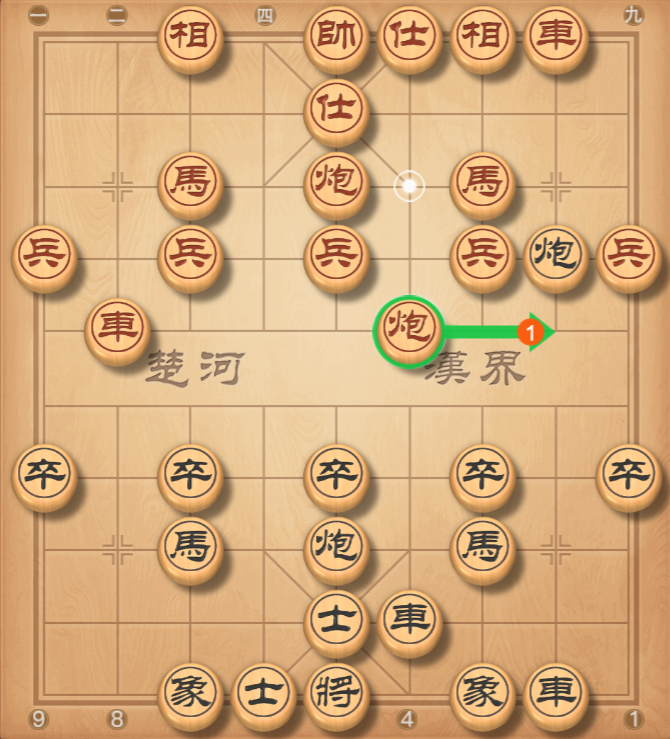 一 二 相 四 帥 仕 相 車 九
仕
馬 炮 馬
兵 兵 兵 兵 炮 兵
車 炮 1
楚河 漢界
卒 卒 卒 卒 卒
馬 炮 馬
士 車
象 士 將 象 車
9 8 4 1